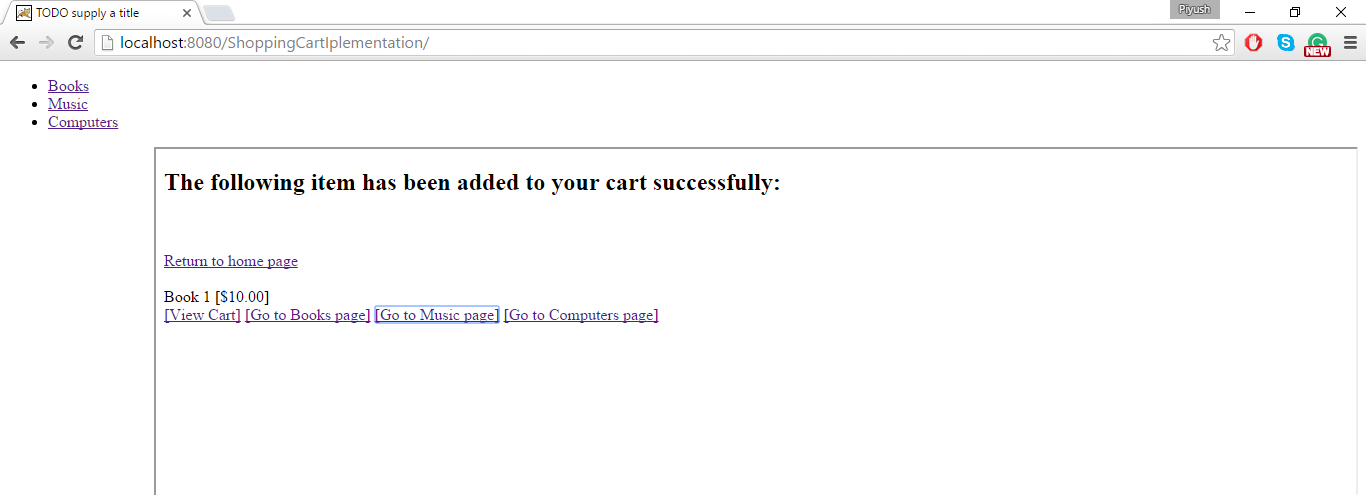 TODO supply a title
Piyush
localhost:8080/ShoppingCartIplementation/
NEW
Books
Music
Computers
The following item has been added to your cart successfully:
Return to home page
Book 1 [$10.00]
[View Cart] [Go to Books page] [Go to Music page] [Go to Computers page]